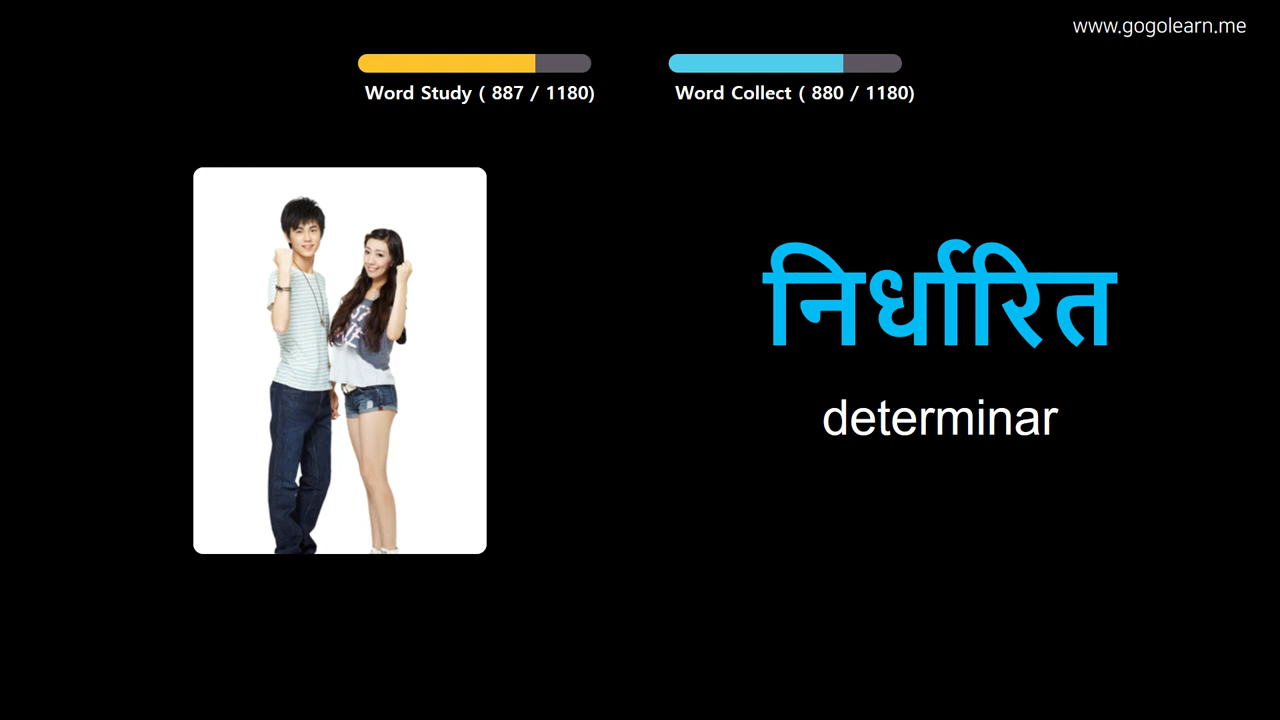 www.gogolearn.me
Word Study ( 887 / 1180)
Word Collect ( 880 / 1180)
निर्धारित
determinar